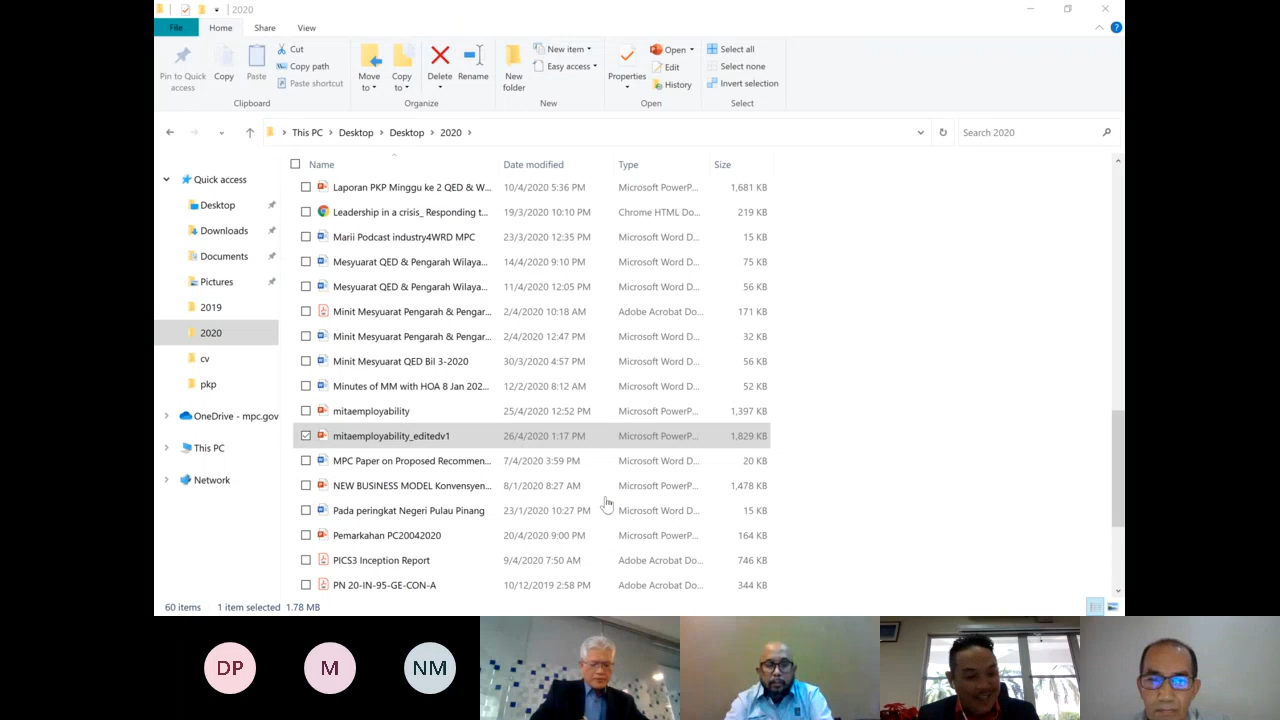 2020
File Home Share View
Pin to Quick access
Copy
Paste
Cut
Copy path
Paste shortcut
Clipboard
Move to
Copy to
Delete
Rename
Organize
New folder
New item
Easy access
New
Properties
Open
Edit
History
Open
Select all
Select none
Invert selection
Select
This PC Desktop Desktop 2020
Search 2020
Name Date modified Type Size
Laporan PKP Minggu ke 2 QED & W... 10/4/2020 5:36 PM Microsoft PowerP... 1,681 KB
Leadership in a crisis_ Responding t... 19/3/2020 10:10 PM Chrome HTML Do... 219 KB
Marii Podcast industry4WRD MPC 23/3/2020 12:35 PM Microsoft Word D... 15 KB
Mesyuarat QED & Pengarah Wilaya... 14/4/2020 9:10 PM Microsoft Word D... 75 KB
Mesyuarat QED & Pengarah Wilaya... 11/4/2020 12:05 PM Microsoft Word D... 56 KB
Minit Mesyuarat Pengarah & Pengar... 2/4/2020 10:18 AM Adobe Acrobat Do... 171 KB
Minit Mesyuarat Pengarah & Pengar... 2/4/2020 12:47 PM Microsoft Word D... 32 KB
Minit Mesyuarat QED Bil 3-2020 30/3/2020 4:57 PM Microsoft Word D... 56 KB
Minutes of MM with HOA 8 Jan 202... 12/2/2020 8:12 AM Microsoft Word D... 52 KB
mitaemployability 25/4/2020 12:52 PM Microsoft PowerP... 1,397 KB
mitaemployability_editedv1 26/4/2020 1:17 PM Microsoft PowerP... 1,829 KB
MPC Paper on Proposed Recommen... 7/4/2020 3:59 PM Microsoft Word D... 20 KB
NEW BUSINESS MODEL Konvensyen... 8/1/2020 8:27 AM Microsoft PowerP... 1,478 KB
Pada peringkat Negeri Pulau Pinang 23/1/2020 10:27 PM Microsoft Word D... 15 KB
Pemarkahan PC20042020 20/4/2020 9:00 PM Microsoft PowerP... 164 KB
PICS3 Inception Report 9/4/2020 7:50 AM Adobe Acrobat Do... 746 KB
PN 20-IN-95-GE-CON-A 10/12/2019 2:58 PM Adobe Acrobat Do... 344 KB
Quick access
Desktop
Downloads
Documents
Pictures
2019
2020
cv
pkp
OneDrive - mpc.gov
This PC
Network
60 items 1 item selected 1.78 MB
DP M NM